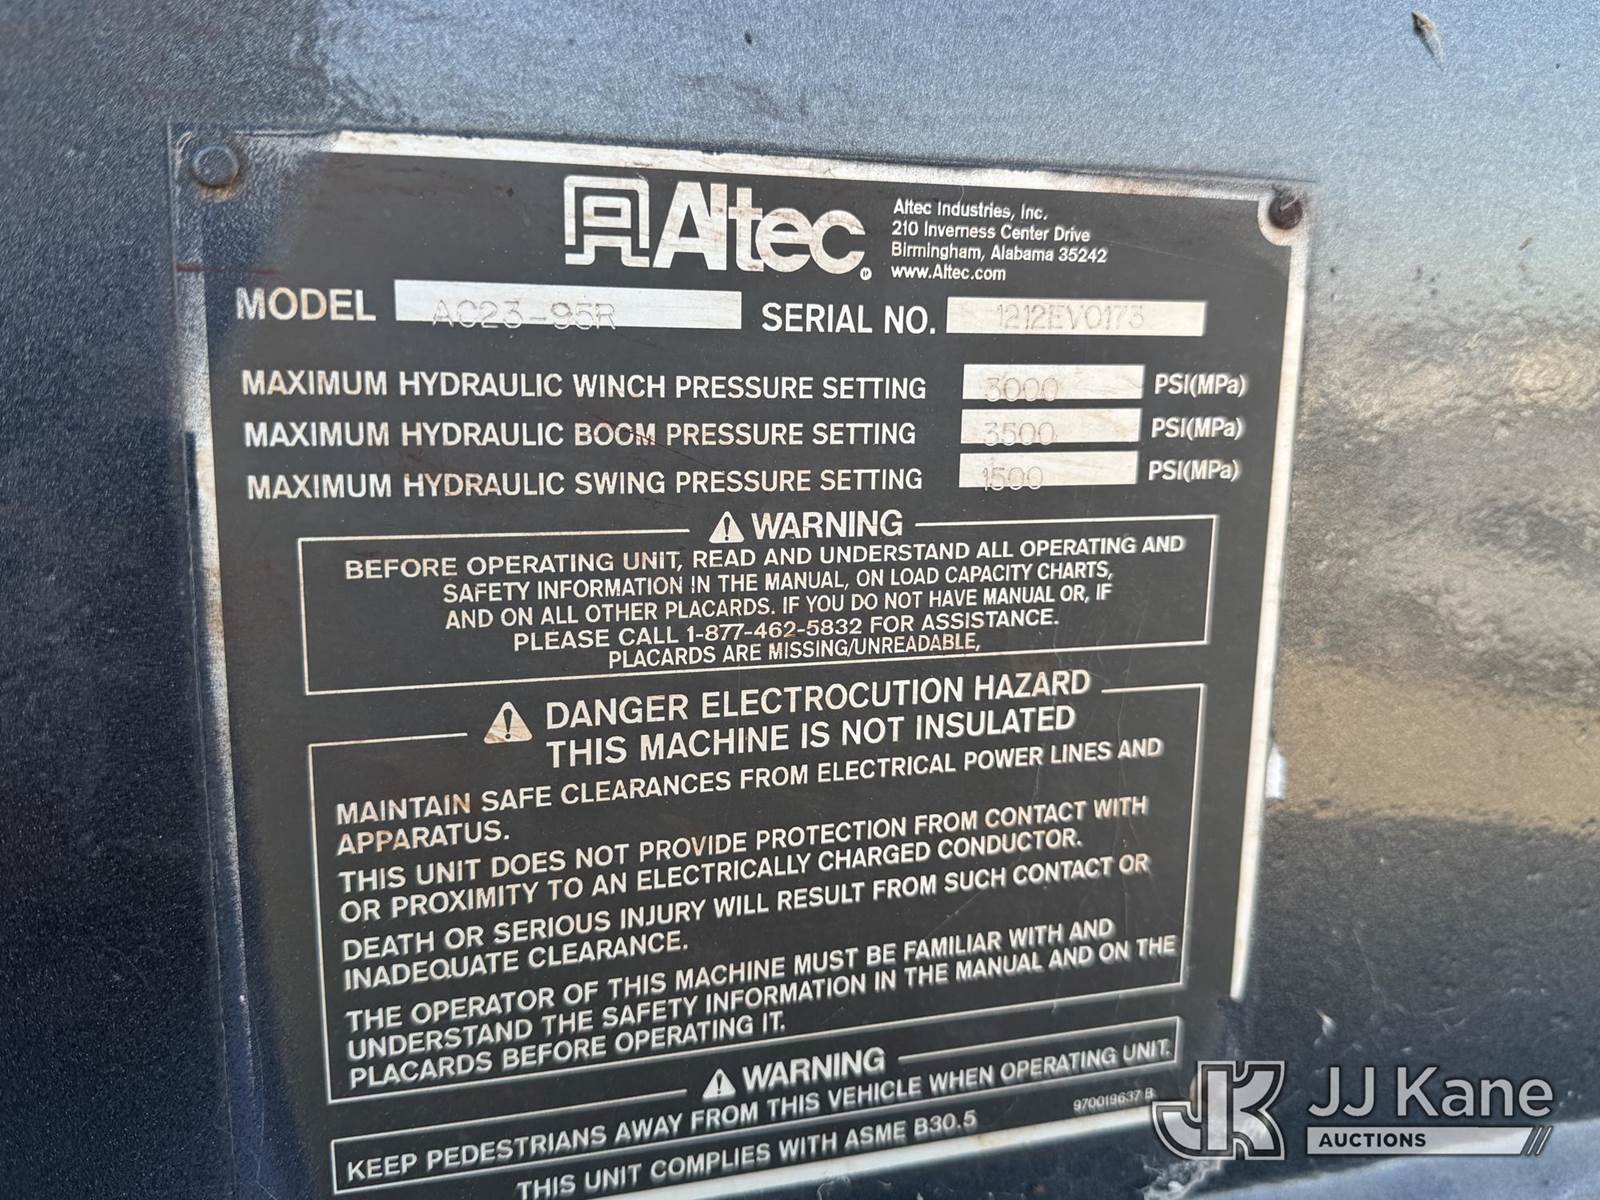 Altec®
Altec Industries, Inc.
210 Inverness Center Drive
Birmingham, Alabama 35242
www.Altec.com
MODEL AC23-95R SERIAL NO. 1212EV0173
MAXIMUM HYDRAULIC WINCH PRESSURE SETTING 3000 PSI(MPa)
MAXIMUM HYDRAULIC BOOM PRESSURE SETTING 3500 PSI(MPa)
MAXIMUM HYDRAULIC SWING PRESSURE SETTING 1500 PSI(MPa)
WARNING
BEFORE OPERATING UNIT, READ AND UNDERSTAND ALL OPERATING AND
SAFETY INFORMATION IN THE MANUAL, ON LOAD CAPACITY CHARTS,
AND ON ALL OTHER PLACARDS. IF YOU DO NOT HAVE MANUAL OR, IF
PLEASE CALL 1-877-462-5832 FOR ASSISTANCE.
PLACARDS ARE MISSING/UNREADABLE,
DANGER ELECTROCUTION HAZARD
THIS MACHINE IS NOT INSULATED
MAINTAIN SAFE CLEARANCES FROM ELECTRICAL POWER LINES AND
APPARATUS.
THIS UNIT DOES NOT PROVIDE PROTECTION FROM CONTACT WITH
OR PROXIMITY TO AN ELECTRICALLY CHARGED CONDUCTOR.
DEATH OR SERIOUS INJURY WILL RESULT FROM SUCH CONTACT OR
INADEQUATE CLEARANCE.
THE OPERATOR OF THIS MACHINE MUST BE FAMILIAR WITH AND
UNDERSTAND THE SAFETY INFORMATION IN THE MANUAL AND ON THE
PLACARDS BEFORE OPERATING IT.
WARNING
KEEP PEDESTRIANS AWAY FROM THIS VEHICLE WHEN OPERATING UNIT.
THIS UNIT COMPLIES WITH ASME B30.5
970019637 B
JK JJ Kane
AUCTIONS